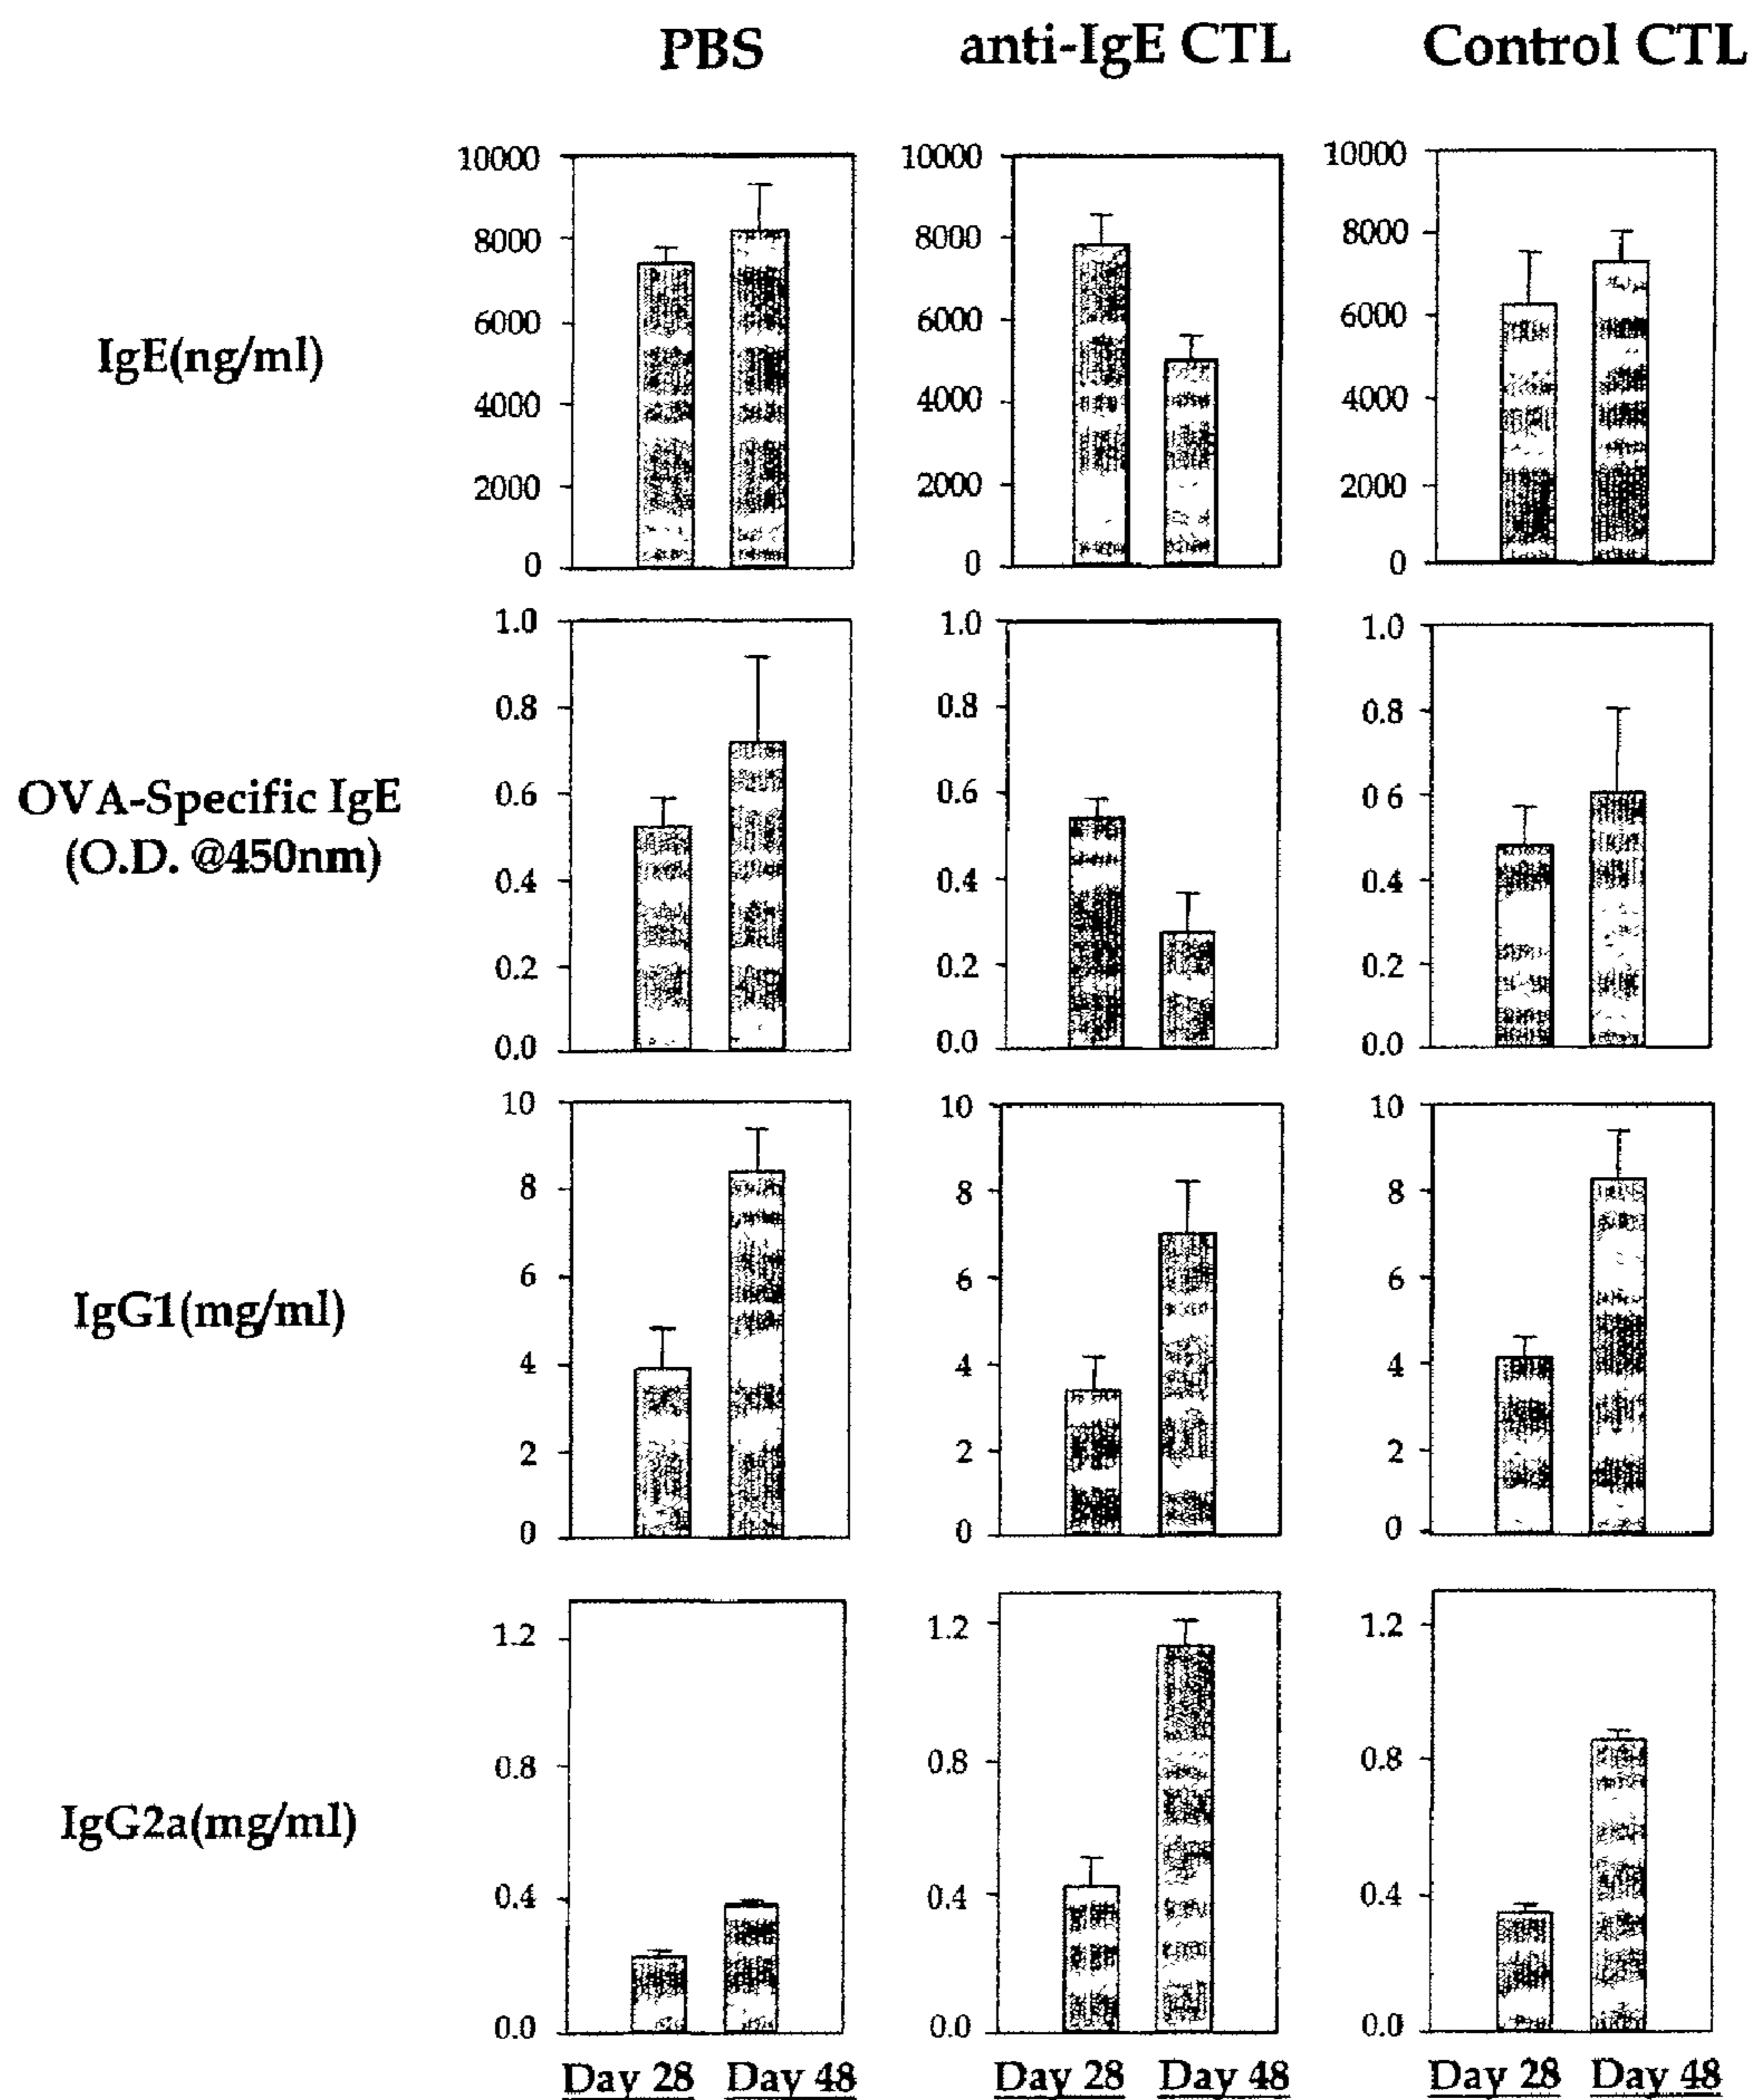 PBS anti-IgE CTL Control CTL
10000 10000 10000
8000 8000 8000
6000 6000 6000
IgE(ng/ml)
4000 4000 4000
2000 2000 2000
0 0 0
1.0 1.0 1.0
0.8 0.8 0.8
OVA-Specific IgE
0.6 0.6 0 6
(O.D. @450nm)
0.4 0.4 0.4
0.2 0.2 0.2
0.0 0.0 0.0
10 10 10
8 8 8
6 6 6
IgG1(mg/ml)
4 4 4
2 2 2
0 0 0
1.2 1.2 1.2
0.8 0.8 0.8
IgG2a(mg/ml)
0.4 0.4 0.4
0.0 0.0 0.0
Day 28 Day 48 Day 28 Day 48 Day 28 Day 48